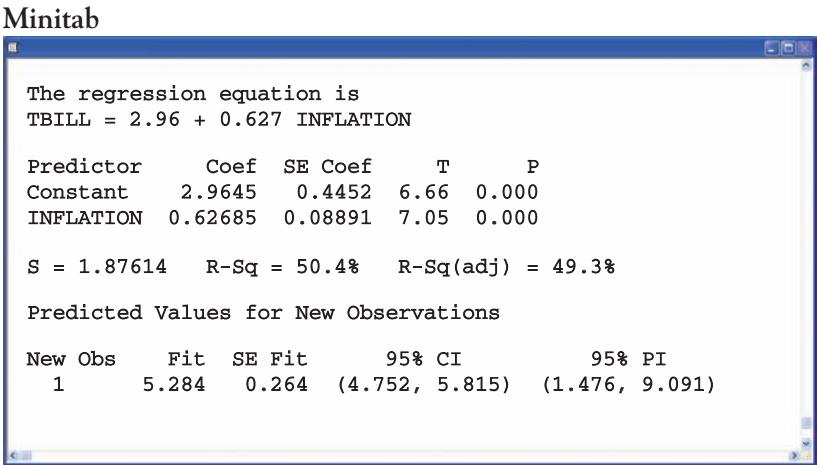 Minitab
The regression equation is
TBILL = 2.96 + 0.627 INFLATION
Predictor Coef SE Coef T P
Constant 2.9645 0.4452 6.66 0.000
INFLATION 0.62685 0.08891 7.05 0.000
S = 1.87614 R-Sq = 50.4% R-Sq(adj) = 49.3%
Predicted Values for New Observations
New Obs Fit SE Fit 95% CI 95% PI
1 5.284 0.264 (4.752, 5.815) (1.476, 9.091)